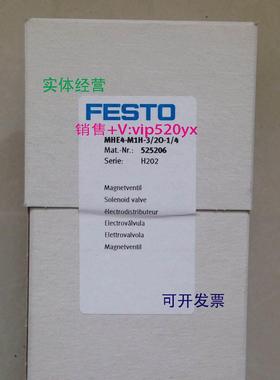 实体经营
FESTO
销售+V:vip520yx
MHE4-M1H-3/2O-1/4
Mat.-Nr.: 525206
Serie: H202
Magnetventil
Solenoid valve
électrodistributeur
Electroválvula
Elettrovalvola
Magnetventil
可开发票